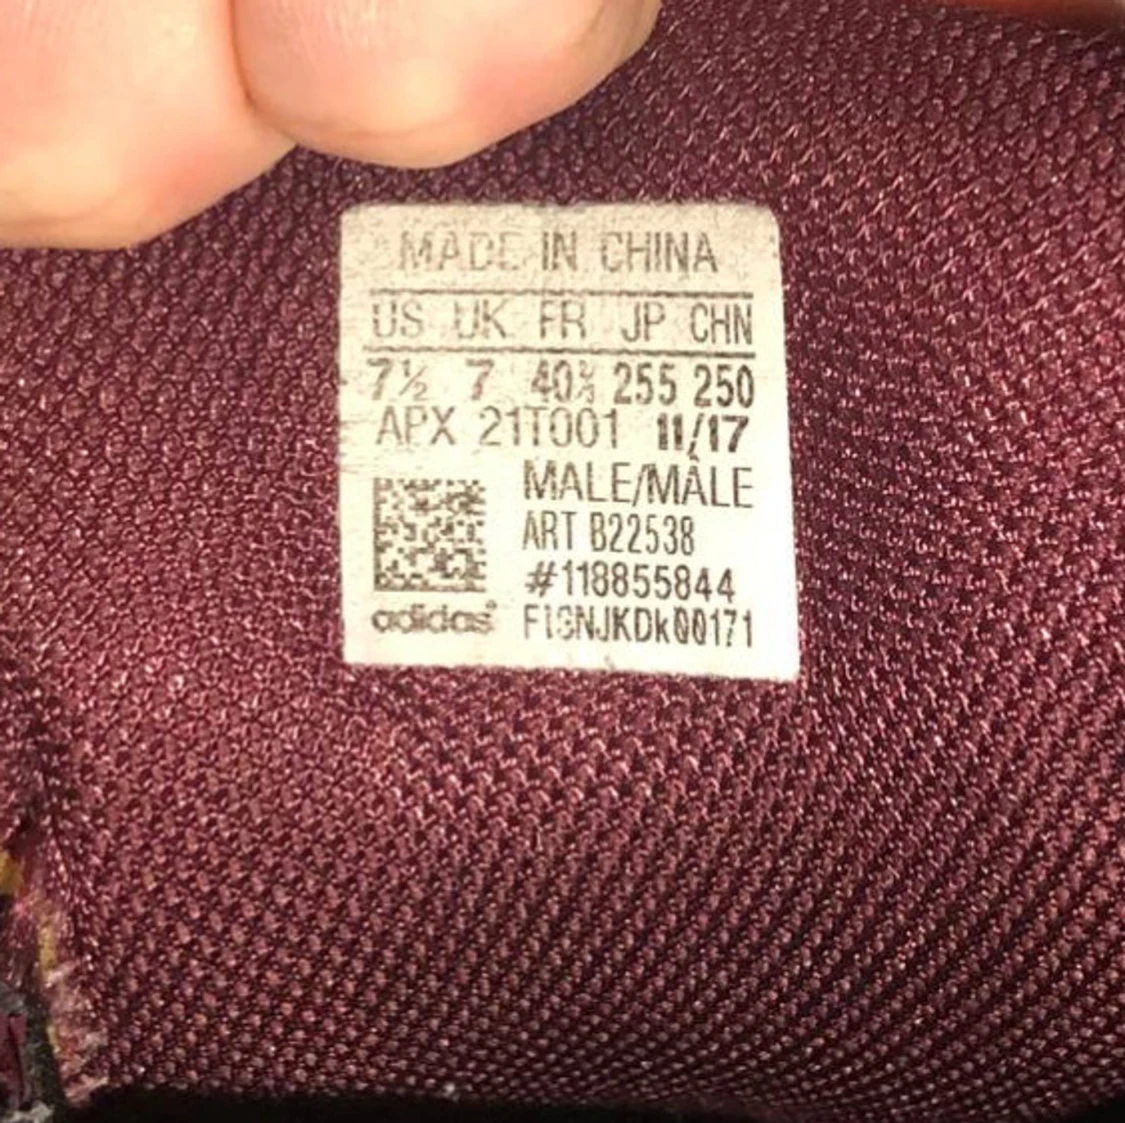 MADE IN CHINA
US UK FR JP CHN
7½ 7 40⅔ 255 250
APX 21T001 11/17
MALE/MÂLE
ART B22538
#118855844
adidas®